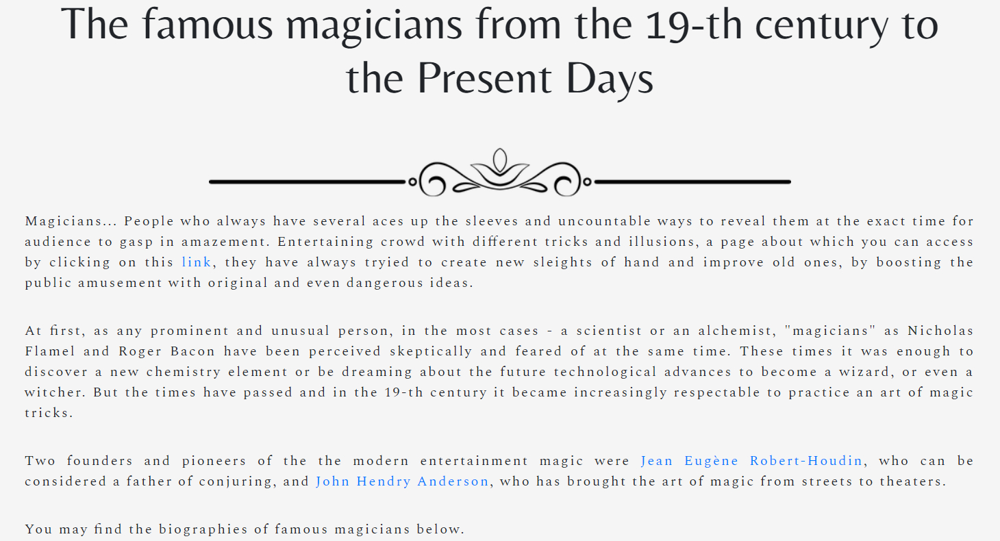 The famous magicians from the 19-th century to
the Present Days
Magicians... People who always have several aces up the sleeves and uncountable ways to reveal them at the exact time for
audience to gasp in amazement. Entertaining crowd with different tricks and illusions, a page about which you can access
by clicking on this link, they have always tryied to create new sleights of hand and improve old ones, by boosting the
public amusement with original and even dangerous ideas.
At first, as any prominent and unusual person, in the most cases - a scientist or an alchemist, "magicians" as Nicholas
Flamel and Roger Bacon have been perceived skeptically and feared of at the same time. These times it was enough to
discover a new chemistry element or be dreaming about the future technological advances to become a wizard, or even a
witcher. But the times have passed and in the 19-th century it became increasingly respectable to practice an art of magic
tricks.
Two founders and pioneers of the the modern entertainment magic were Jean Eugène Robert-Houdin, who can be
considered a father of conjuring, and John Hendry Anderson, who has brought the art of magic from streets to theaters.
You may find the biographies of famous magicians below.